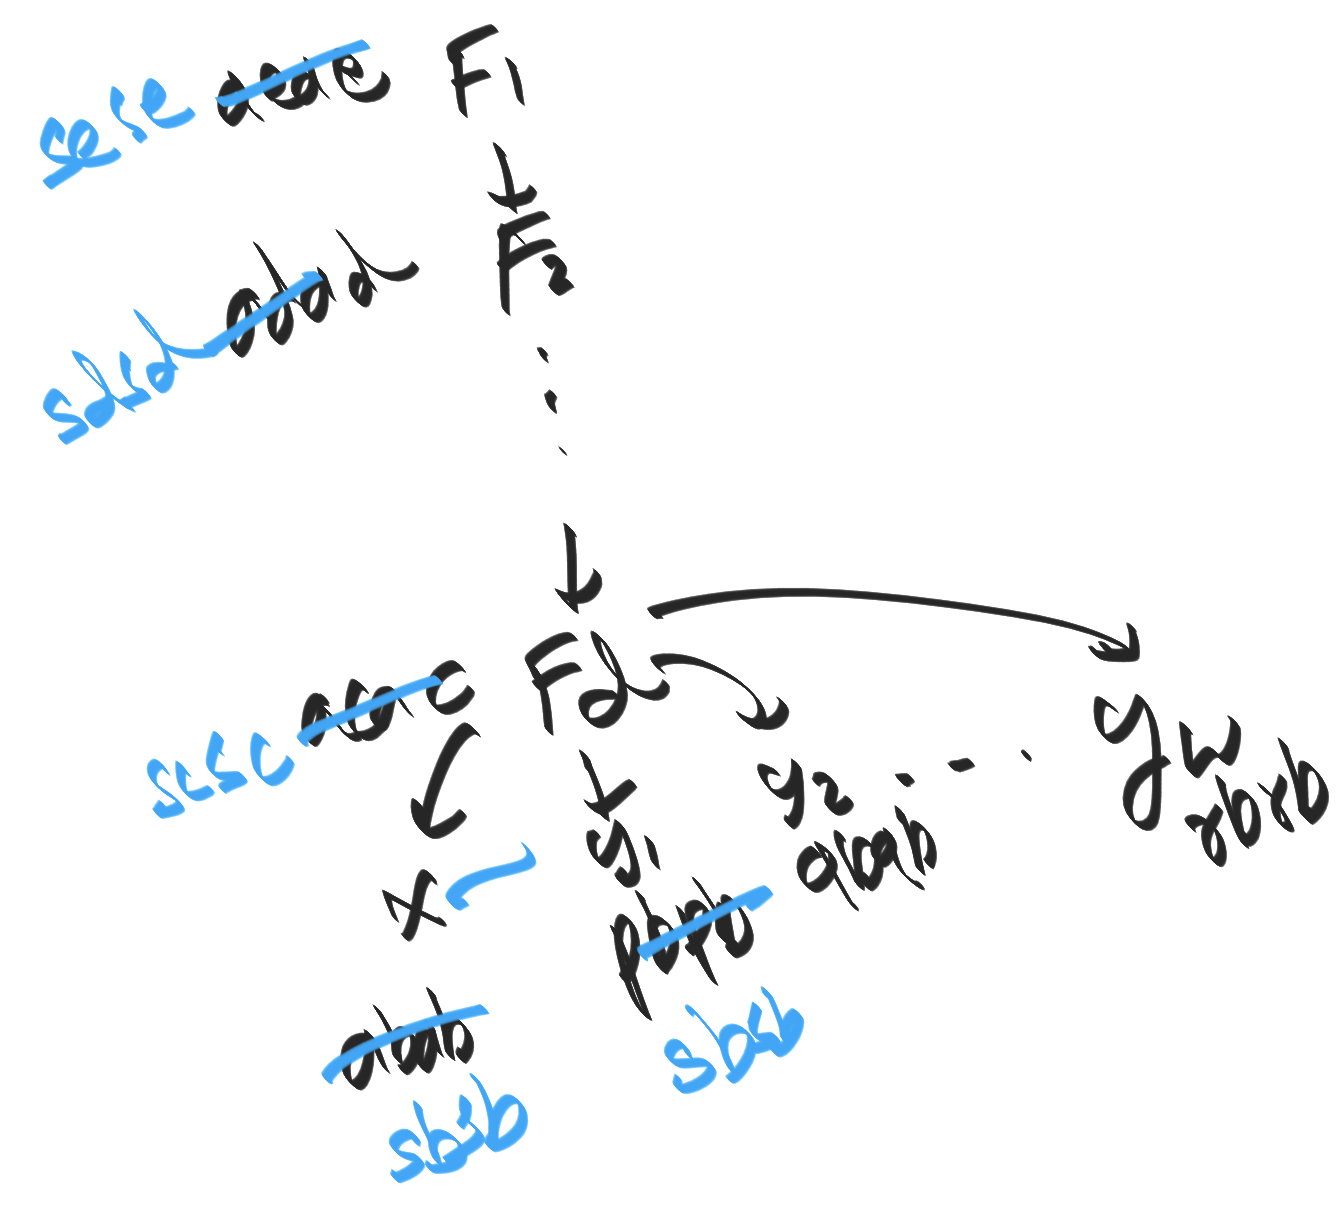 sese aeae F1
F2
sdsd adad
scsc acac Fd
x y1 y2 . - . yw
pbpb qbqb rbrb
abab sbsb
sbsb